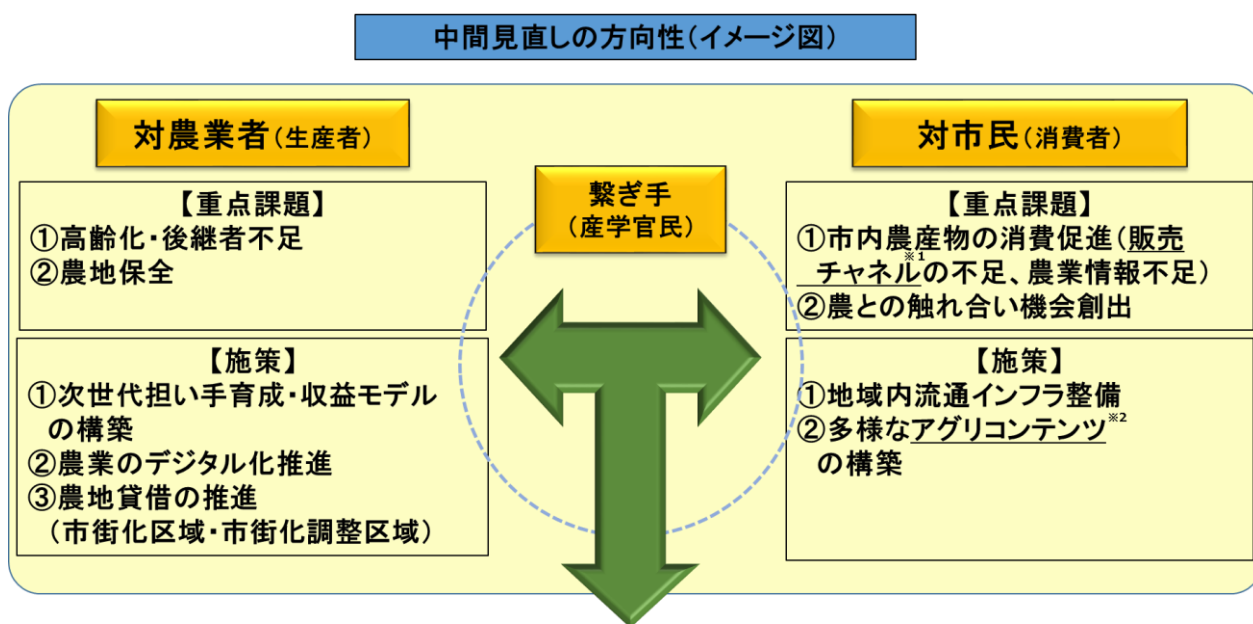 中間見直しの方向性(イメージ図)
対農業者(生産者)
【重点課題】
①高齢化・後継者不足
②農地保全
【施策】
①次世代担い手育成・収益モデル
の構築
②農業のデジタル化推進
③農地貸借の推進
(市街化区域・市街化調整区域)
繋ぎ手
(産学官民)
対市民(消費者)
【重点課題】
①市内農産物の消費促進(販売
チャネル※1の不足、農業情報不足)
②農との触れ合い機会創出
【施策】
①地域内流通インフラ整備
②多様なアグリコンテンツ※2
の構築